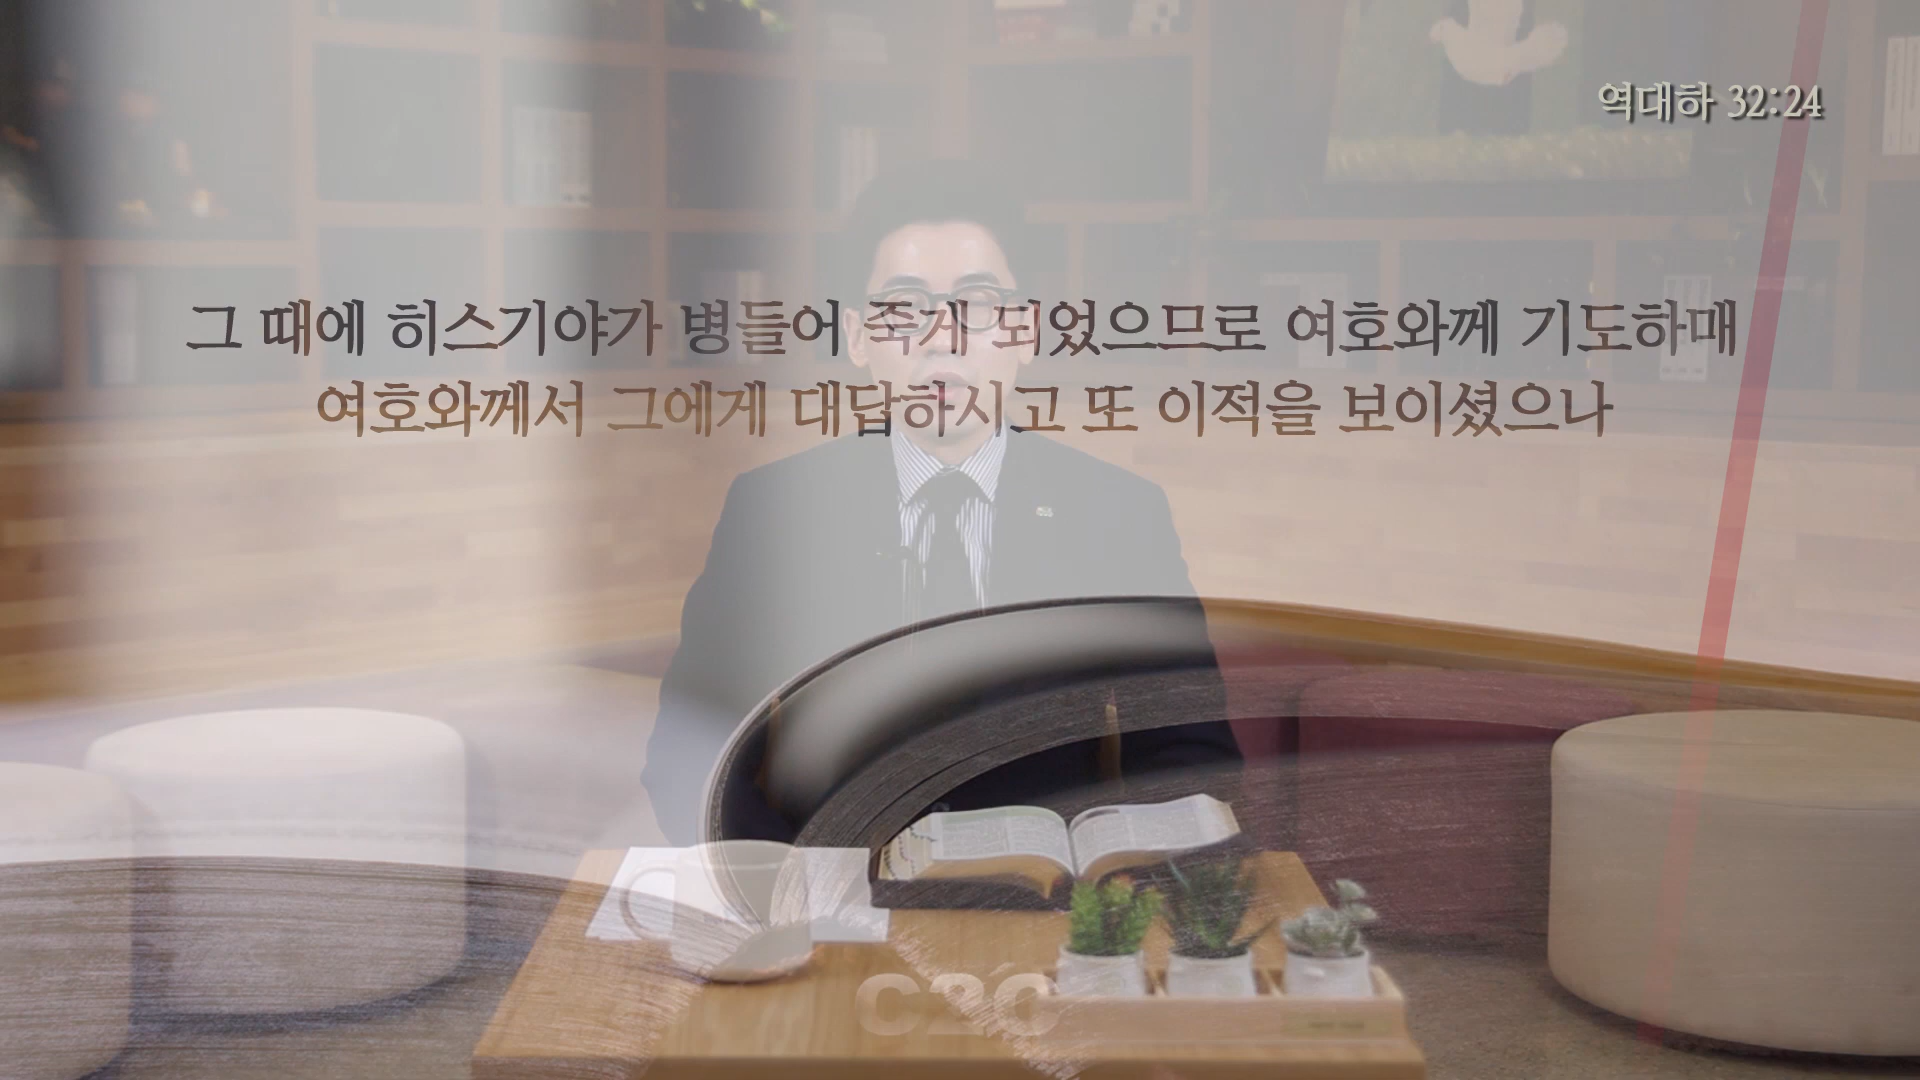 역대하 32:24
그 때에 히스기야가 병들어 죽게 되었으므로 여호와께 기도하매
여호와께서 그에게 대답하시고 또 이적을 보이셨으나
C2C